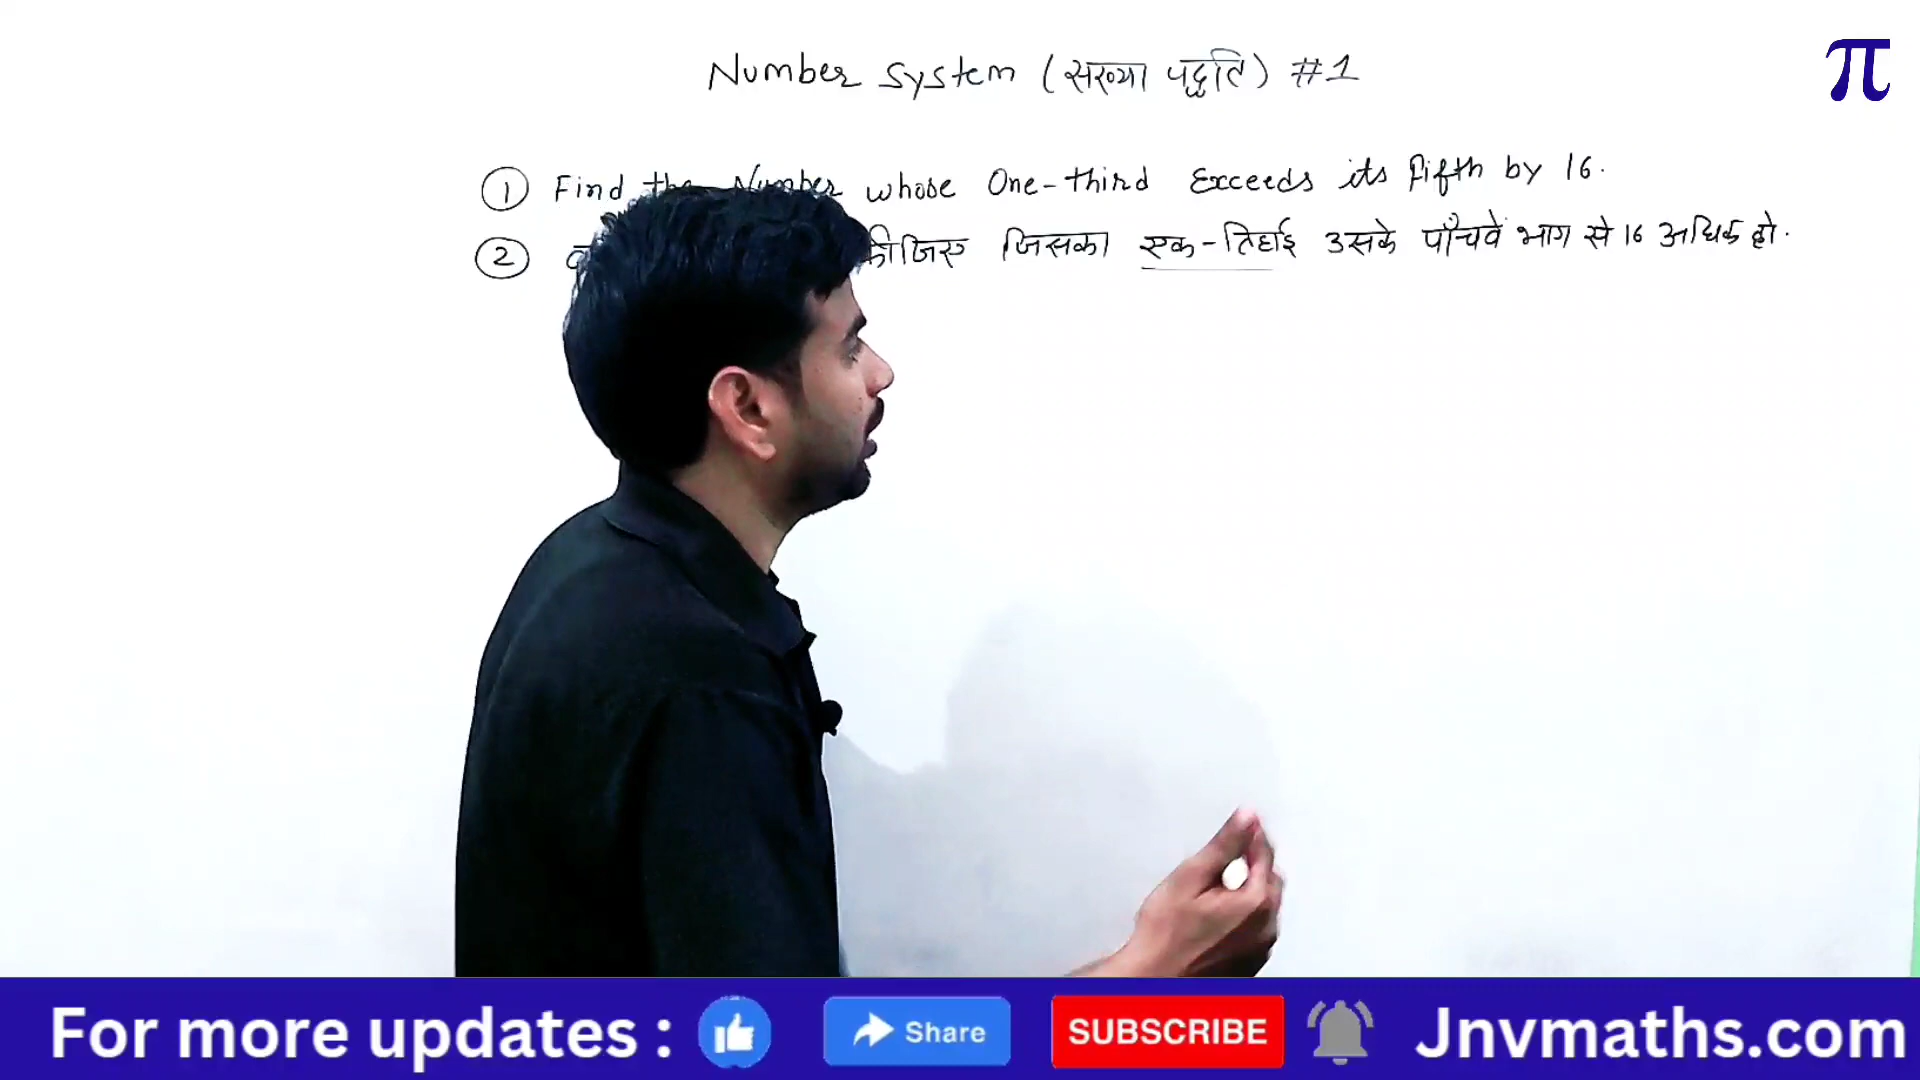 Number System (संख्या पद्धति) #1
π
① Find the Number whose One-third Exceeds its fifth by 16.
② कीजिए जिसका एक-तिहाई उसके पाँचवे भाग से 16 अधिक हो.
For more updates : Share SUBSCRIBE Jnvmaths.com